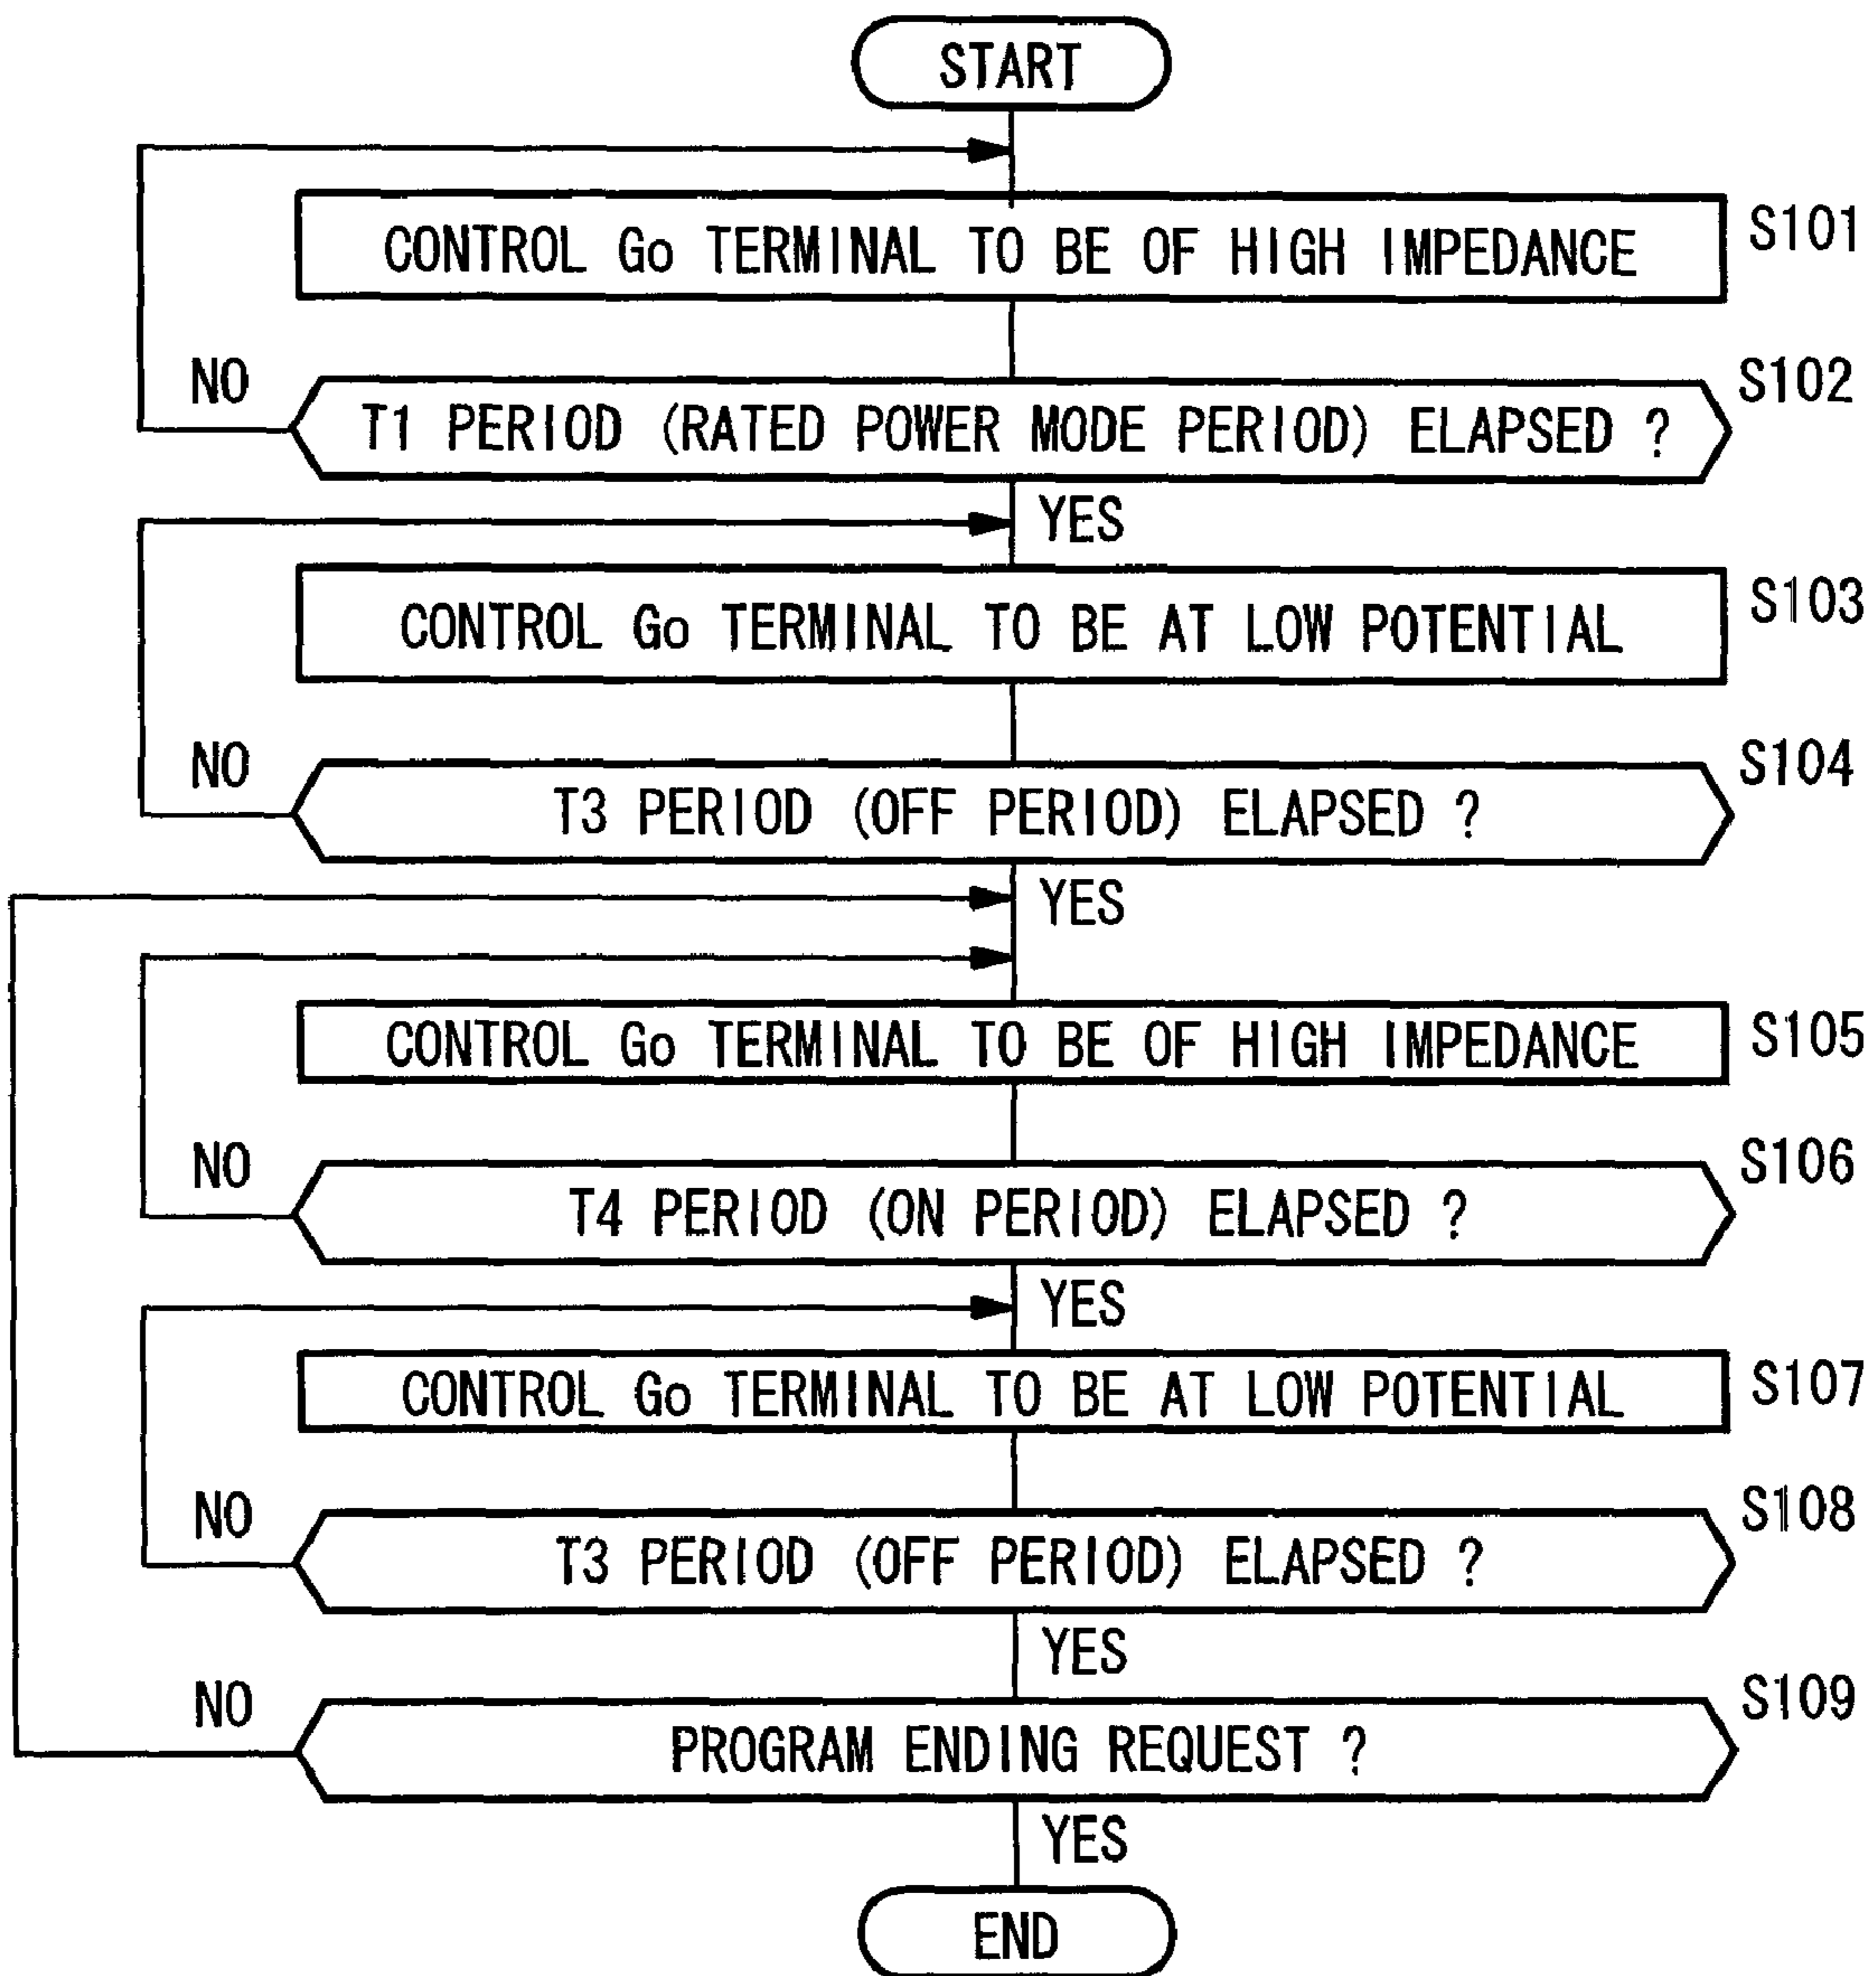 START
CONTROL Go TERMINAL TO BE OF HIGH IMPEDANCE
S101
NO
T1 PERIOD (RATED POWER MODE PERIOD) ELAPSED ?
S102
YES
CONTROL Go TERMINAL TO BE AT LOW POTENTIAL
S103
NO
T3 PERIOD (OFF PERIOD) ELAPSED ?
S104
YES
CONTROL Go TERMINAL TO BE OF HIGH IMPEDANCE
S105
NO
T4 PERIOD (ON PERIOD) ELAPSED ?
S106
YES
CONTROL Go TERMINAL TO BE AT LOW POTENTIAL
S107
NO
T3 PERIOD (OFF PERIOD) ELAPSED ?
S108
YES
NO
PROGRAM ENDING REQUEST ?
S109
YES
END